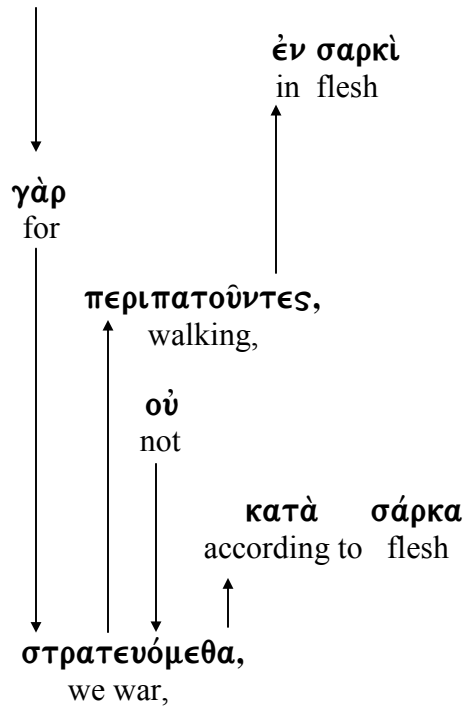 ἐν σαρκὶ
in flesh
γὰρ
for
περιπατοῦντες,
walking,
οὐ
not
κατὰ σάρκα
according to flesh
στρατευόμεθα,
we war,